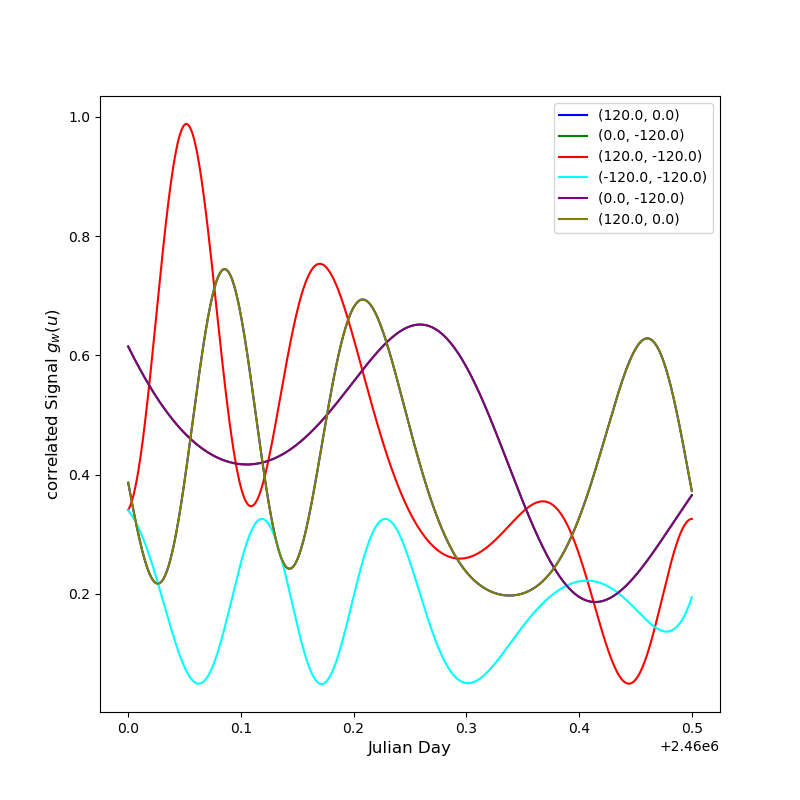 (120.0, 0.0)
(0.0, -120.0)
(120.0, -120.0)
(-120.0, -120.0)
(0.0, -120.0)
(120.0, 0.0)
correlated Signal g_w(u)
1.0
0.8
0.6
0.4
0.2
0.0 0.1 0.2 0.3 0.4 0.5
+2.46e6
Julian Day